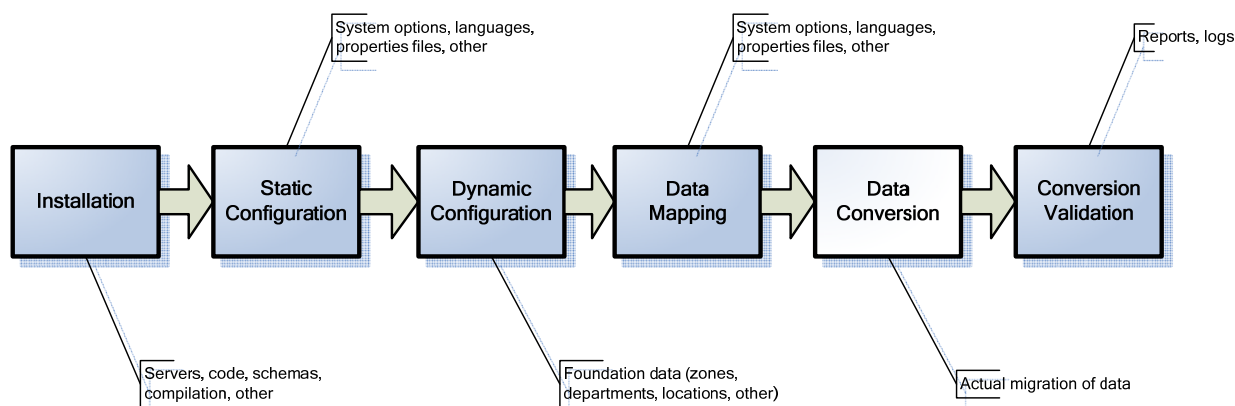 System options, languages,
properties files, other
System options, languages,
properties files, other
Reports, logs
Installation
Static
Configuration
Dynamic
Configuration
Data
Mapping
Data
Conversion
Conversion
Validation
Servers, code, schemas,
compilation, other
Foundation data (zones,
departments, locations, other)
Actual migration of data